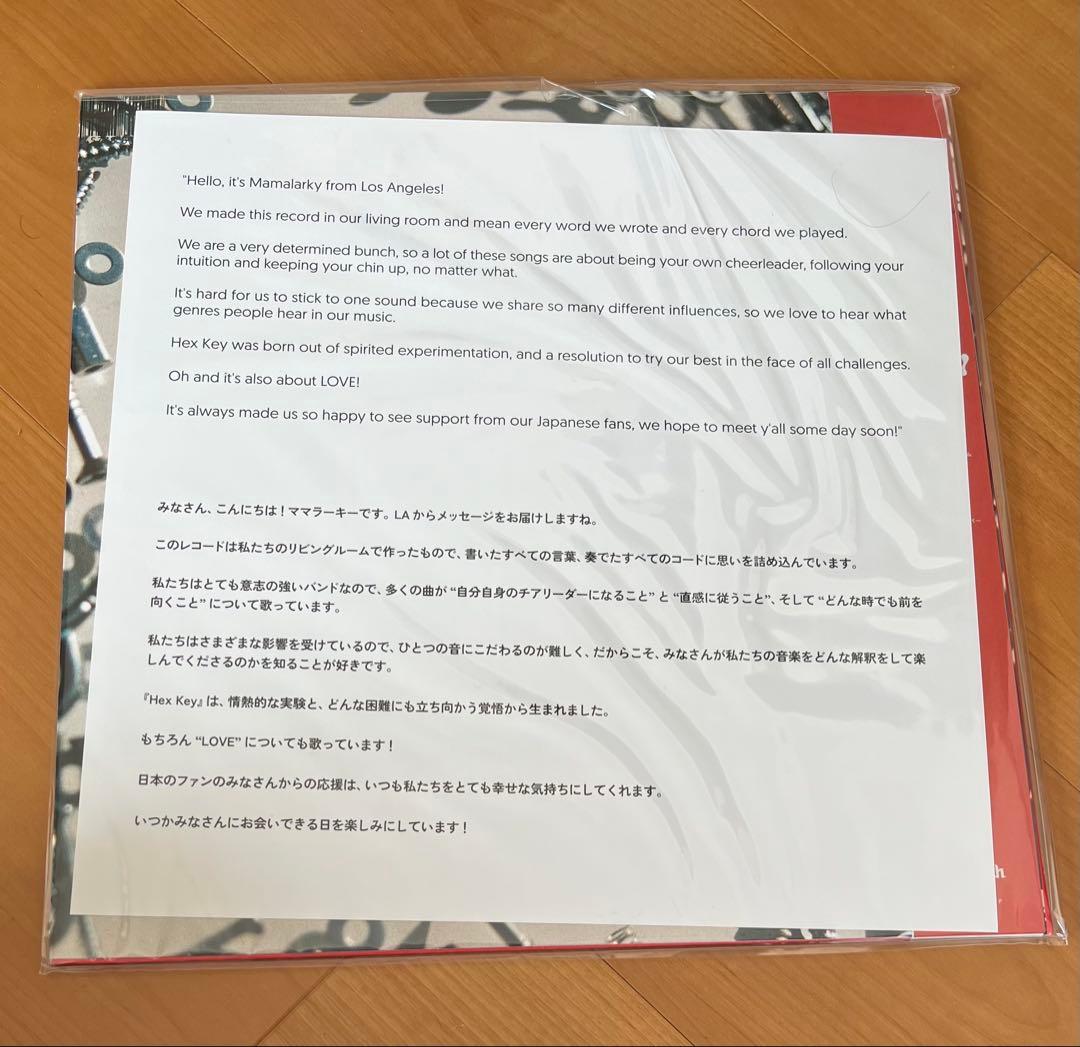 "Hello, it's Mamalarky from Los Angeles!
We made this record in our living room and mean every word we wrote and every chord we played.
We are a very determined bunch, so a lot of these songs are about being your own cheerleader, following your
intuition and keeping your chin up, no matter what.
It's hard for us to stick to one sound because we share so many different influences, so we love to hear what
genres people hear in our music.
Hex Key was born out of spirited experimentation, and a resolution to try our best in the face of all challenges.
Oh and it's also about LOVE!
It's always made us so happy to see support from our Japanese fans, we hope to meet y'all some day soon!"
みなさん、こんにちは！ママラーキーです。LAからメッセージをお届けしますね。
このレコードは私たちのリビングルームで作ったもので、書いたすべての言葉、奏でたすべてのコードに思いを詰め込んでいます。
私たちはとても意志の強いバンドなので、多くの曲が“自分自身のチアリーダーになること”と“直感に従うこと”、そして“どんな時でも前を
向くこと”について歌っています。
私たちはさまざまな影響を受けているので、ひとつの音にこだわるのが難しく、だからこそ、みなさんが私たちの音楽をどんな解釈をして楽
しんでくださるのかを知ることが好きです。
『Hex Key』は、情熱的な実験と、どんな困難にも立ち向かう覚悟から生まれました。
もちろん“LOVE”についても歌っています！
日本のファンのみなさんからの応援は、いつも私たちをとても幸せな気持ちにしてくれます。
いつかみなさんにお会いできる日を楽しみにしています！